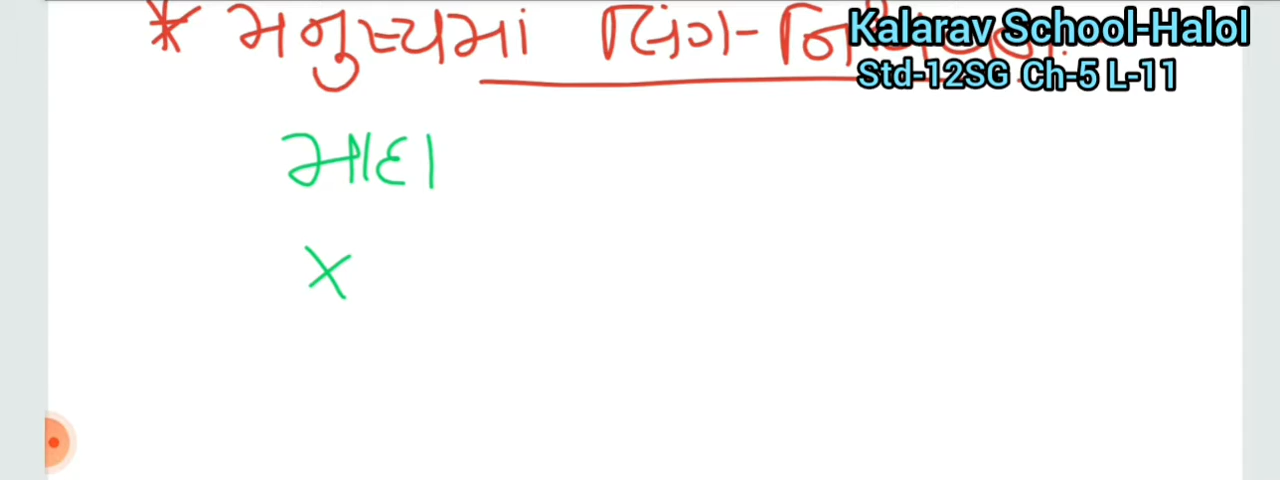 * મનુષ્યમાં લિંગ-
Kalarav School-Halol
Std-12SG Ch-5 L-11
માદા
X